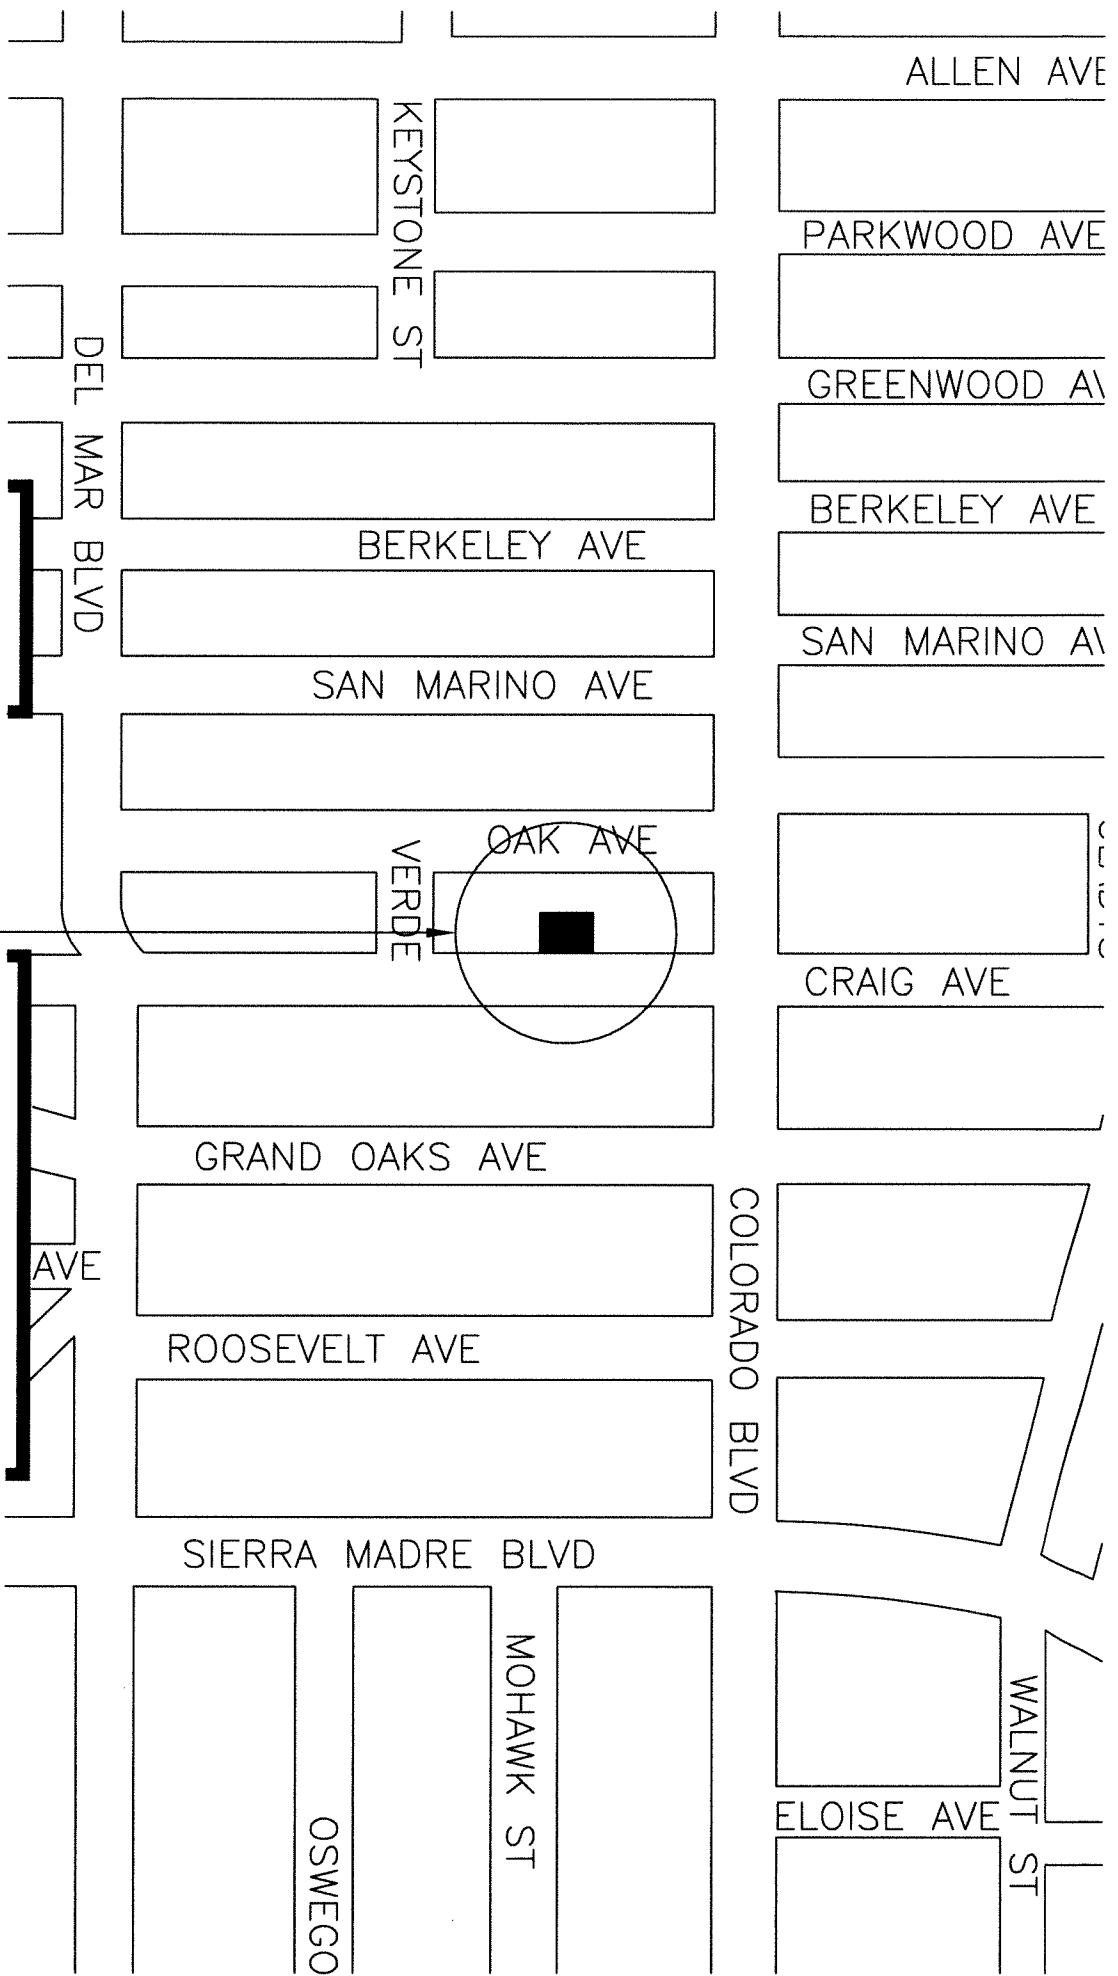 ALLEN AVE
KEYSTONE ST
PARKWOOD AVE
DEL MAR BLVD
GREENWOOD AV
BERKELEY AVE
BERKELEY AVE
SAN MARINO AV
SAN MARINO AVE
OAK AVE
VERDE
CRAIG AVE
GRAND OAKS AVE
COLORADO BLVD
AVE
ROOSEVELT AVE
SIERRA MADRE BLVD
MOHAWK ST
WALNUT ST
ELOISE AVE
OSWEGO